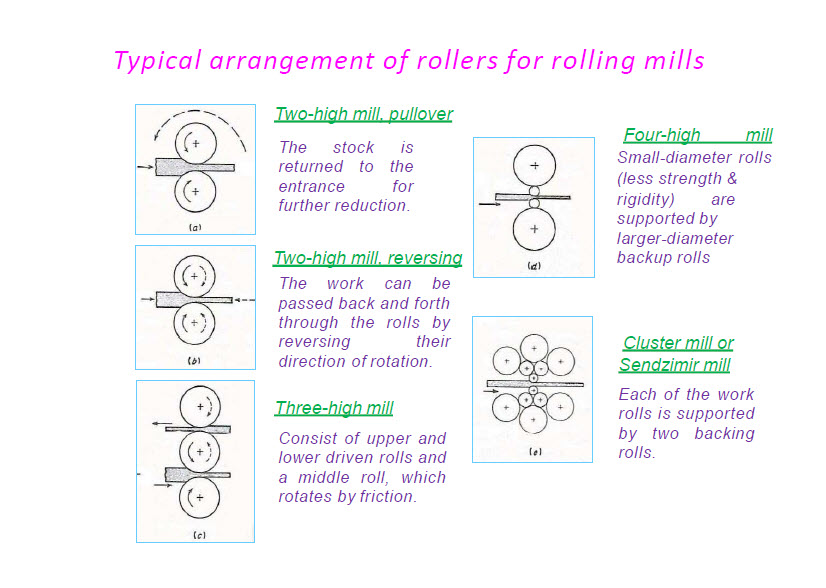 Typical arrangement of rollers for rolling mills
Two-high mill, pullover
The stock is
returned to the
entrance for
further reduction.
(a)
Two-high mill, reversing
The work can be
passed back and forth
through the rolls by
reversing their
direction of rotation.
(b)
Three-high mill
Consist of upper and
lower driven rolls and
a middle roll, which
rotates by friction.
(c)
Four-high mill
Small-diameter rolls
(less strength &
rigidity) are
supported by
larger-diameter
backup rolls
(d)
Cluster mill or
Sendzimir mill
Each of the work
rolls is supported
by two backing
rolls.
(e)